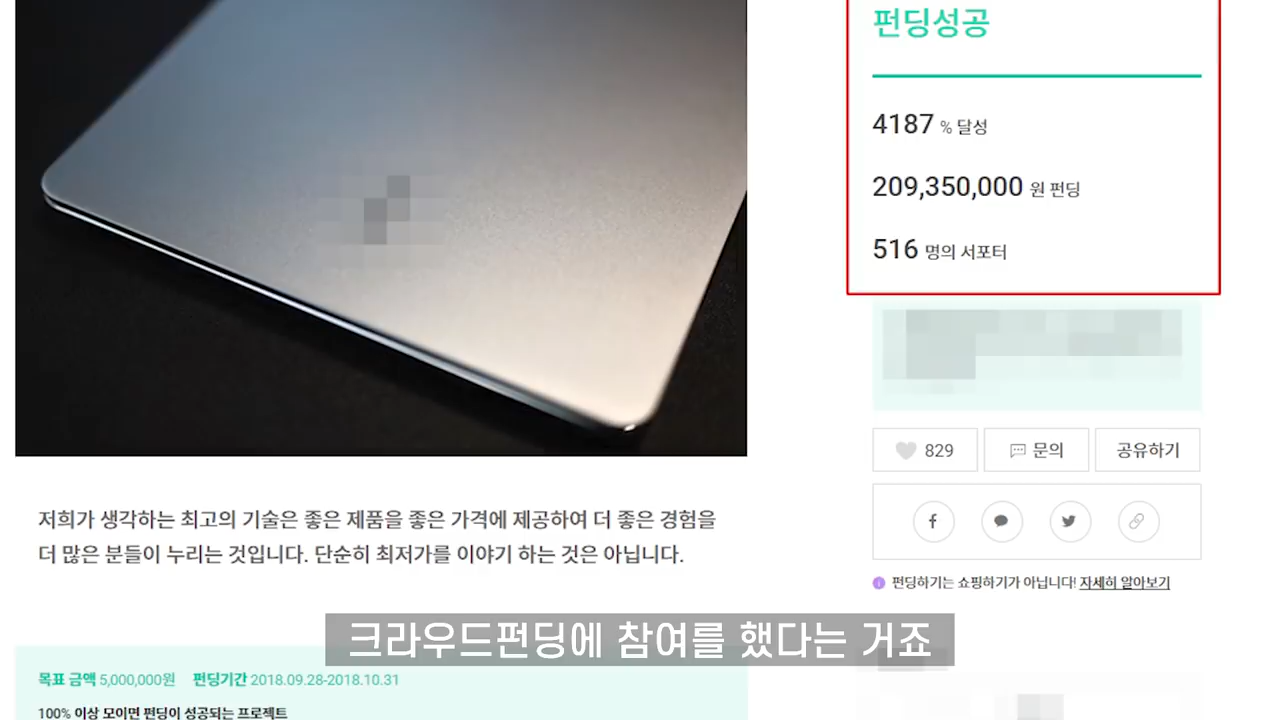 펀딩성공
4187 % 달성
209,350,000 원 펀딩
516 명의 서포터
829
문의
공유하기
펀딩하기는 쇼핑하기가 아닙니다! 자세히 알아보기
저희가 생각하는 최고의 기술은 좋은 제품을 좋은 가격에 제공하여 더 좋은 경험을
더 많은 분들이 누리는 것입니다. 단순히 최저가를 이야기 하는 것은 아닙니다.
크라우드펀딩에 참여를 했다는 거죠
목표 금액 5,000,000원 펀딩기간 2018.09.28-2018.10.31
100% 이상 모이면 펀딩이 성공되는 프로젝트